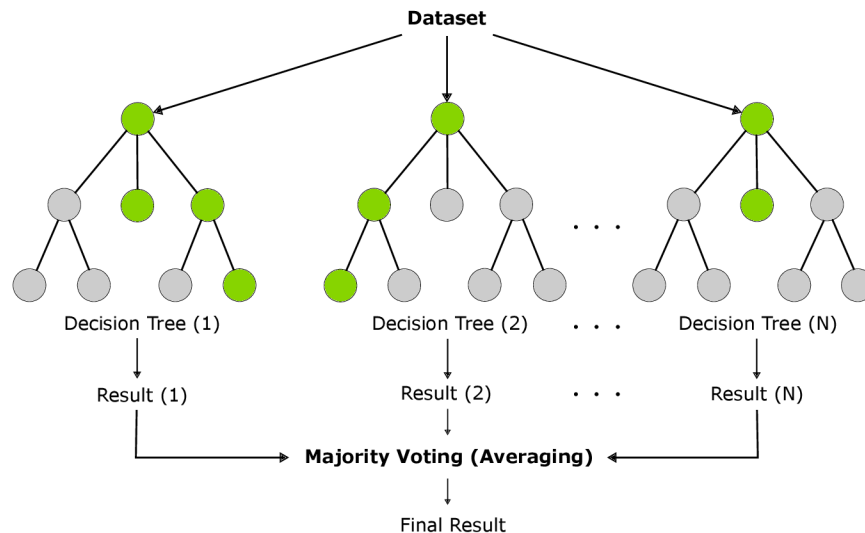 Dataset
. . .
Decision Tree (1) Decision Tree (2) . . . Decision Tree (N)
Result (1) Result (2) . . . Result (N)
Majority Voting (Averaging)
Final Result